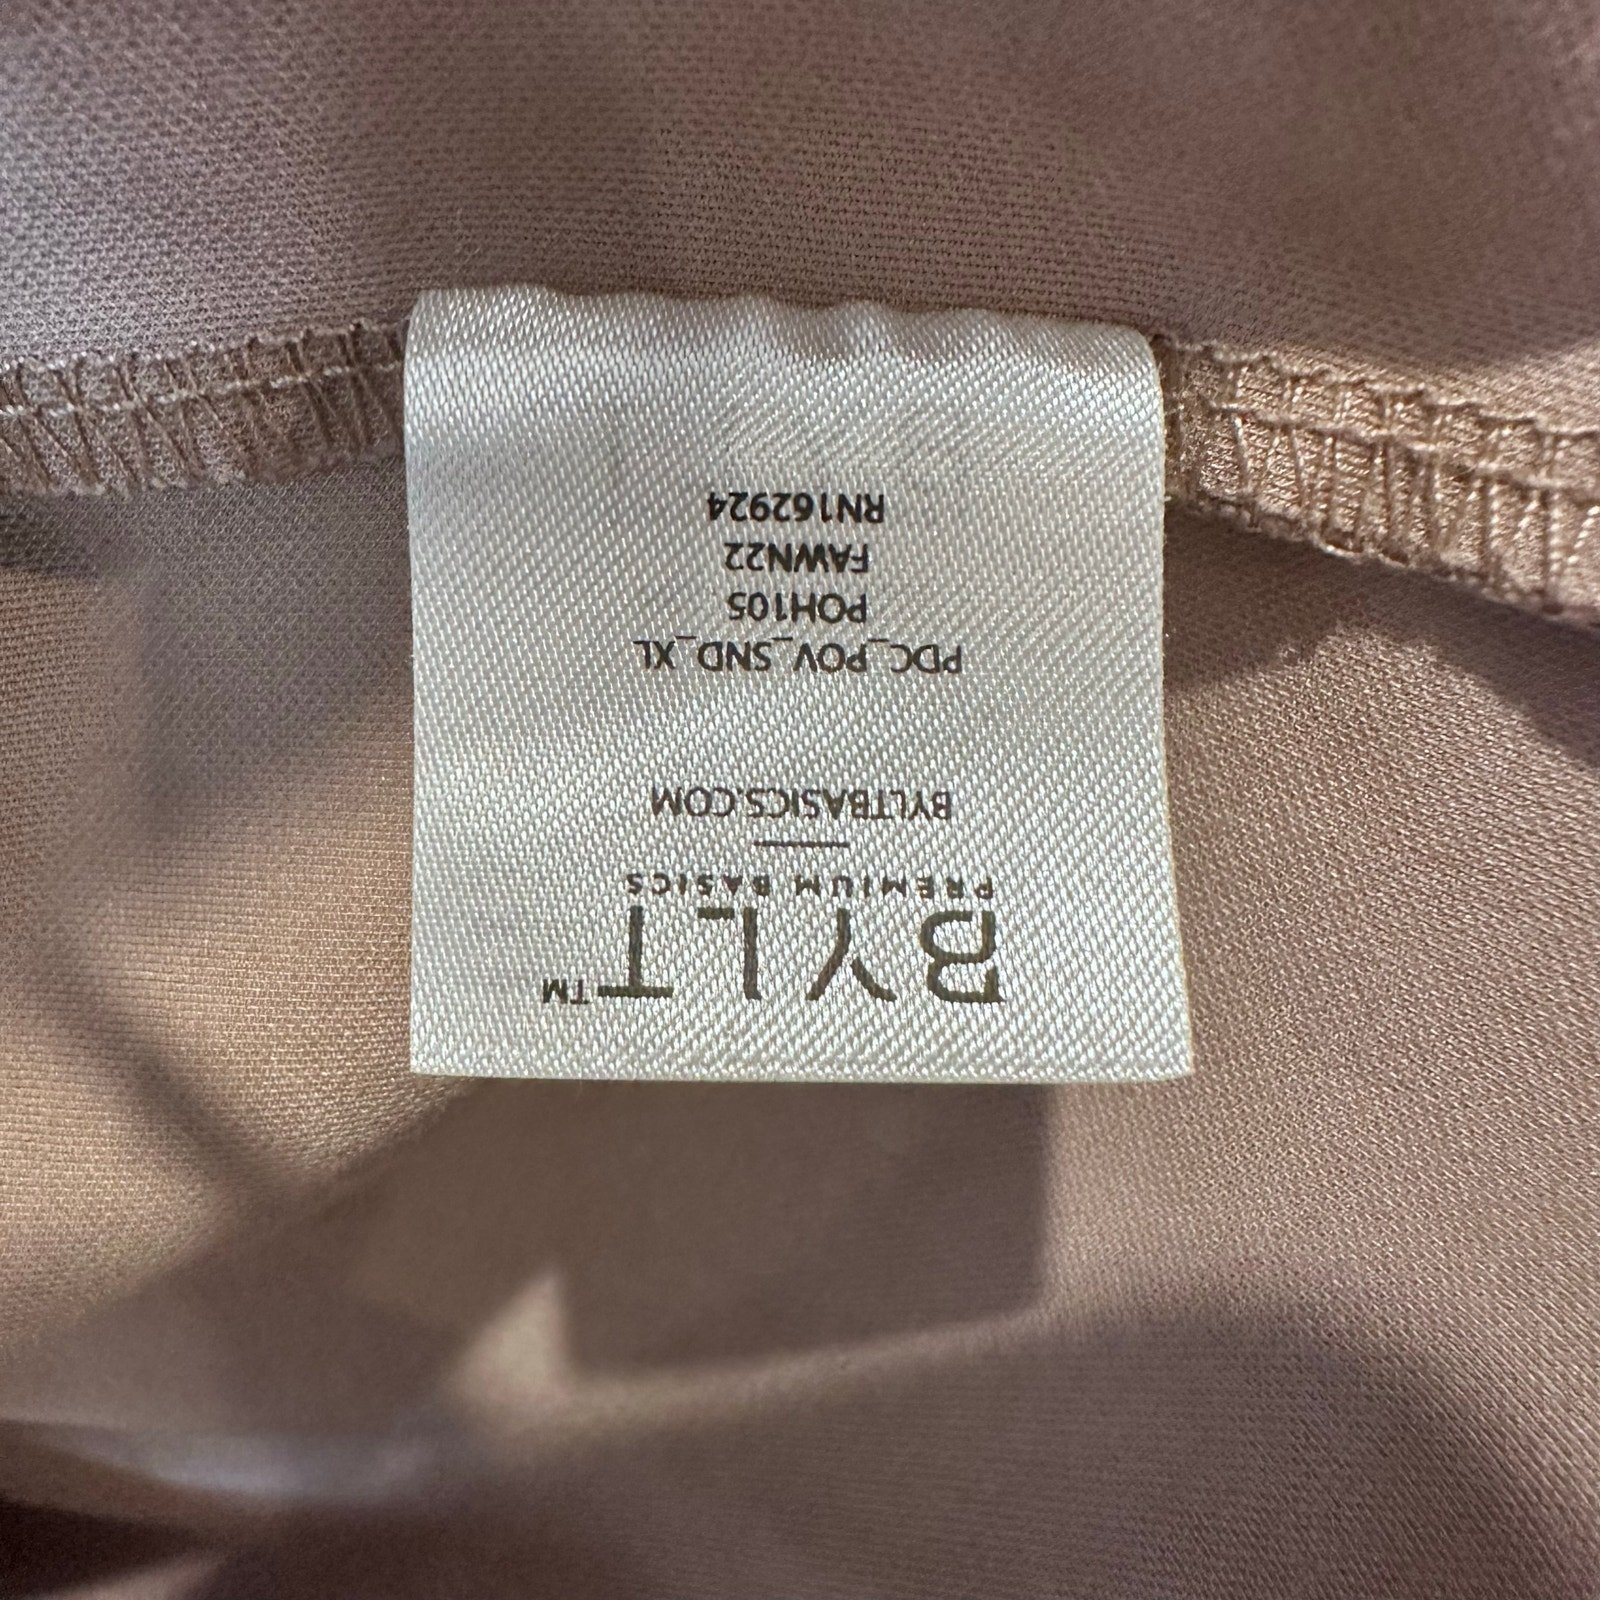 BYLT™
PREMIUM BASICS
BYLTBASICS.COM
PDC_POV_SND_XL
POH105
FAWN22
RN162924